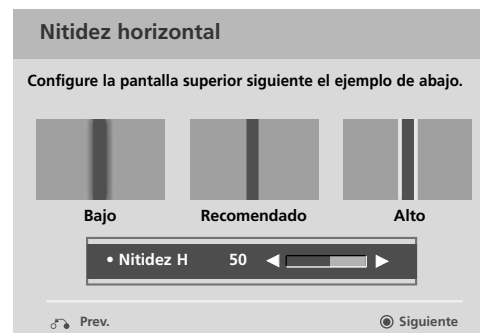 Nitidez horizontal
Configure la pantalla superior siguiente el ejemplo de abajo.
Bajo Recomendado Alto
• Nitidez H 50 ◀ ▶
Prev. Siguiente